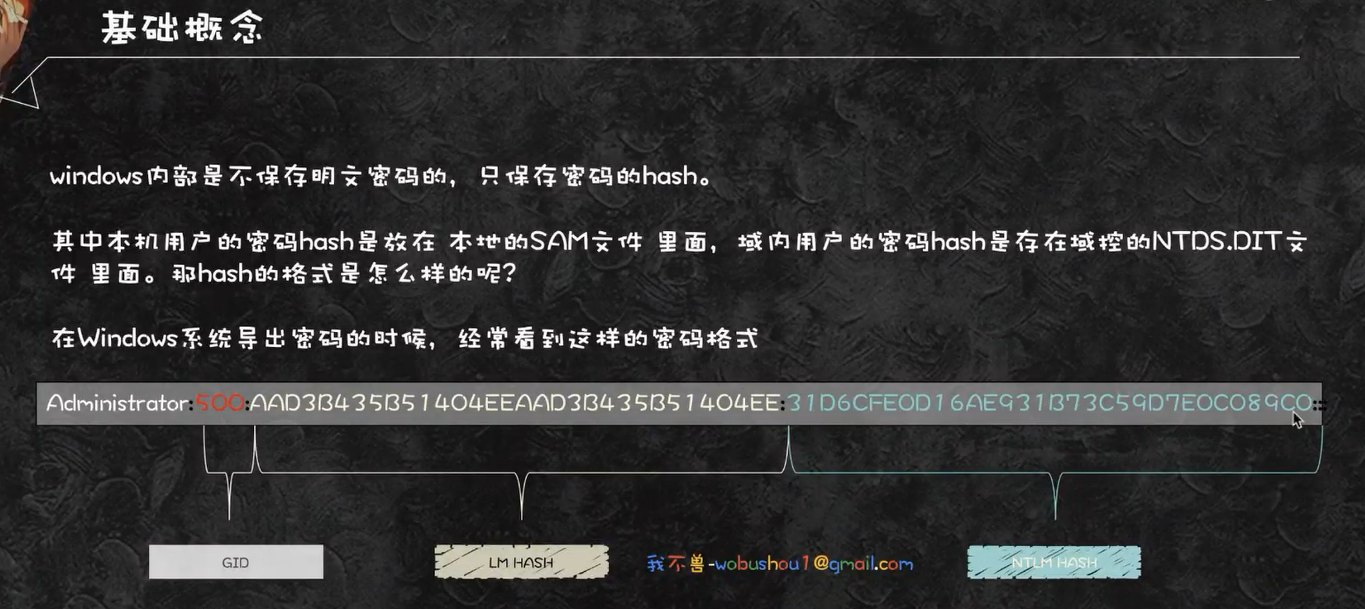 基础概念
windows内部是不保存明文密码的，只保存密码的hash。
其中本机用户的密码hash是放在 本地的SAM文件 里面，域内用户的密码hash是存在域控的NTDS.DIT文
件 里面。那hash的格式是怎么样的呢？
在Windows系统导出密码的时候，经常看到这样的密码格式
Administrator:500:AAD3B435B51404EEAAD3B435B51404EE:31D6CFE0D16AE931B73C59D7E0C089C0:::
GID
LM HASH
我不兽-wobushou1@gmail.com
NTLM HASH